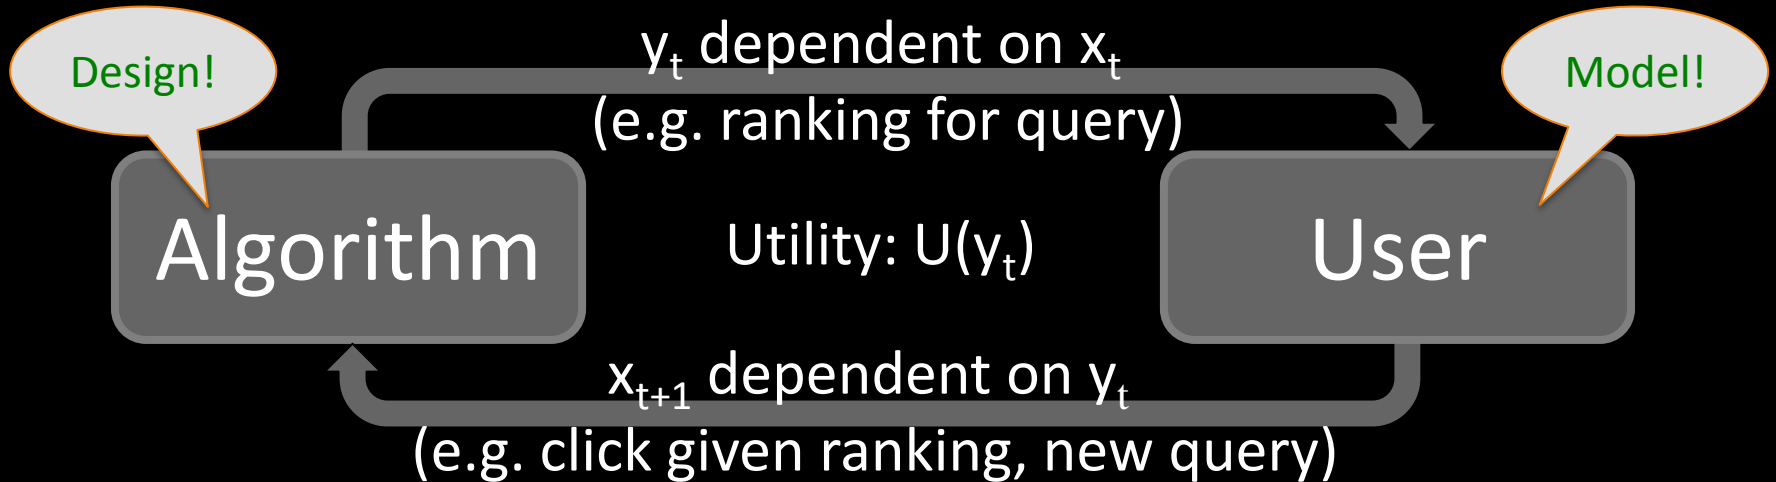 Design!
y_t dependent on x_t
(e.g. ranking for query)
Model!
Algorithm
Utility: U(y_t)
User
x_{t+1} dependent on y_t
(e.g. click given ranking, new query)